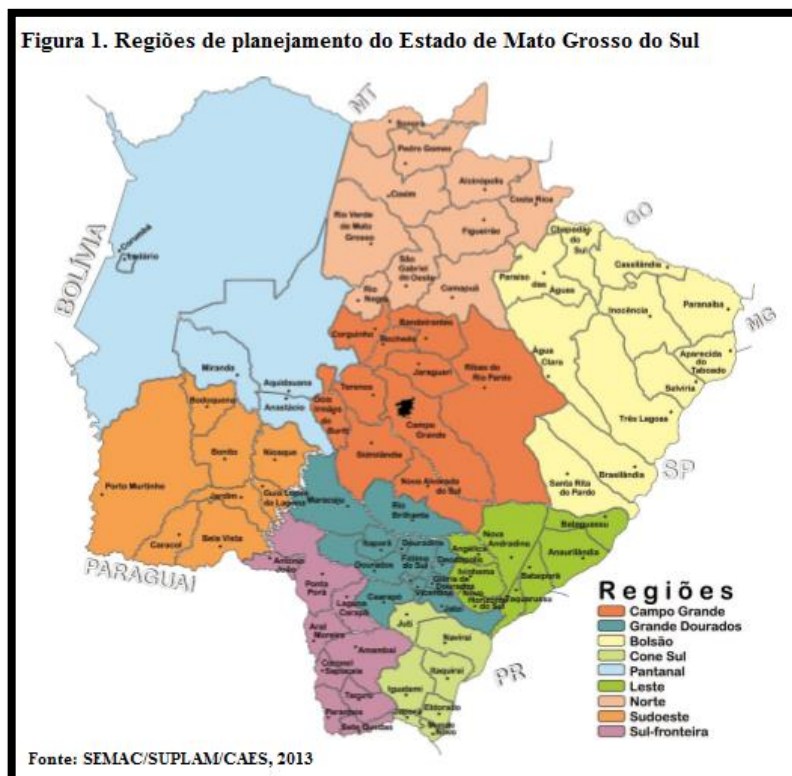 Figura 1. Regiões de planejamento do Estado de Mato Grosso do Sul
MT
Sonora
Pedro Gomes
Coxim
Alcinópolis
Costa Rica
GO
Rio Verde
de Mato
Grosso
Figueirão
Chapadão
do
Sul
BOLÍVIA
Corumbá
Ladário
São
Gabriel
do Oeste
Paraíso
das
Águas
Cassilândia
Rio
Negro
Camapuã
Inocência
Paranaíba
MG
Corguinho
Bandeirantes
Rochedo
Água
Clara
Aparecida
do
Taboado
Miranda
Jaraguari
Ribas do
Rio Pardo
Selvíria
Aquidauana
Terenos
Bodoquena
Anastácio
Dois
Irmãos
do Buriti
Campo
Grande
Três Lagoas
Bonito
Nioaque
Sidrolândia
SP
Porto Murtinho
Nova Alvorada
do Sul
Santa Rita
do Pardo
Brasilândia
Jardim
Guia Lopes
da Laguna
Maracaju
Rio
Brilhante
Bataguassu
Caracol
Bela Vista
Nova
Andradina
Anaurilândia
PARAGUAI
Antonio
João
Itaporã
Douradina
Angélica
Dourados
Fátima
do Sul
Deodápolis
Ivinhema
Batayporã
Ponta
Porã
Glória de
Dourados
Vicentina
Novo
Horizonte
do Sul
Taquarussu
Laguna
Carapã
Caarapó
Jateí
Juti
Aral
Moreira
Naviraí
Amambai
PR
Coronel
Sapucaia
Itaquiraí
Tacuru
Iguatemi
Eldorado
Paranhos
Japorã
Sete Quedas
Mundo
Novo
Regiões
Campo Grande
Grande Dourados
Bolsão
Cone Sul
Pantanal
Leste
Norte
Sudoeste
Sul-fronteira
Fonte: SEMAC/SUPLAM/CAES, 2013